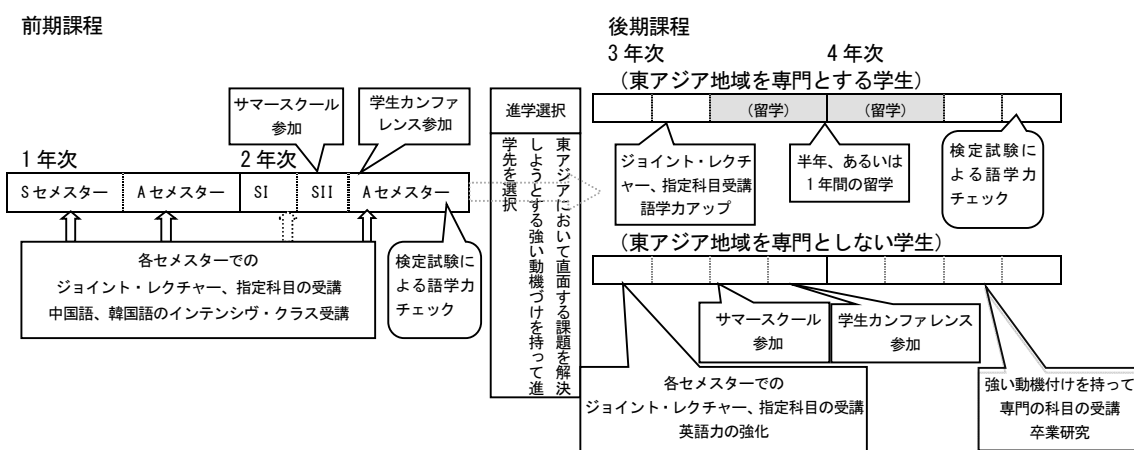 前期課程
サマースクール
参加
学生カンファ
レンス参加
1年次
2年次
Sセメスター
Aセメスター
SI
SII
Aセメスター
各セメスターでの
ジョイント・レクチャー、指定科目の受講
中国語、韓国語のインテンシヴ・クラス受講
検定試験に
よる語学力
チェック
進学選択
東アジアにおいて直面する課題を解決
しようとする強い動機づけを持って進
学先を選択
後期課程
3年次
4年次
(東アジア地域を専門とする学生)
(留学)
(留学)
ジョイント・レクチ
ャー、指定科目受講
語学力アップ
半年、あるいは
1年間の留学
検定試験に
よる語学力
チェック
(東アジア地域を専門としない学生)
サマースクール
参加
学生カンファレンス
参加
各セメスターでの
ジョイント・レクチャー、指定科目の受講
英語力の強化
強い動機付けを持って
専門の科目の受講
卒業研究